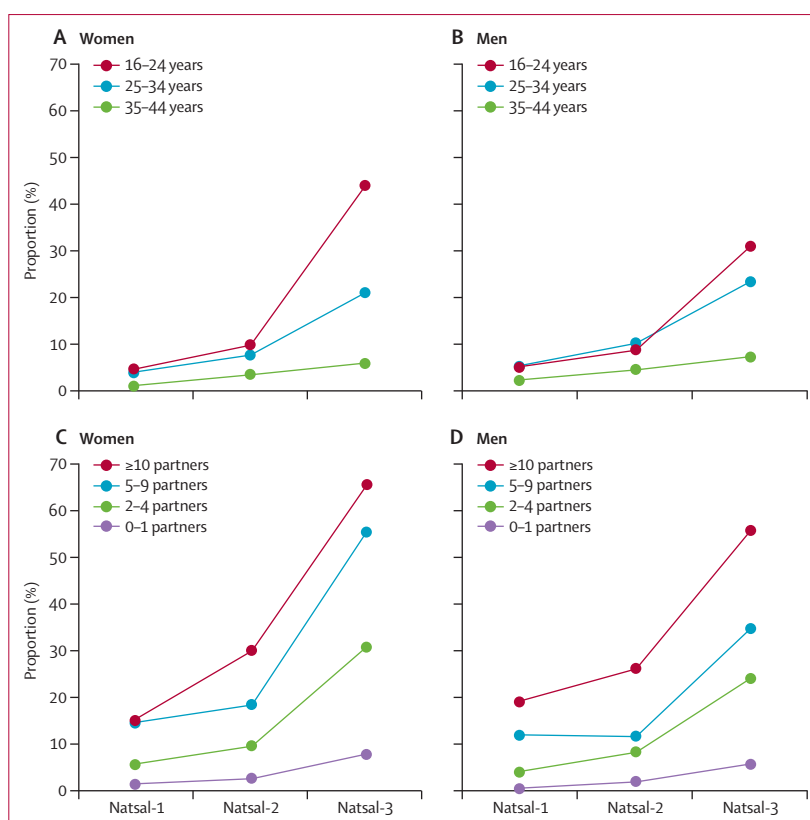 A Women
70
60
50
40
30
20
10
0
Proportion (%)
16–24 years
25–34 years
35–44 years
B Men
16–24 years
25–34 years
35–44 years
C Women
70
60
50
40
30
20
10
0
Proportion (%)
≥10 partners
5–9 partners
2–4 partners
0–1 partners
Natsal-1 Natsal-2 Natsal-3
D Men
≥10 partners
5–9 partners
2–4 partners
0–1 partners
Natsal-1 Natsal-2 Natsal-3